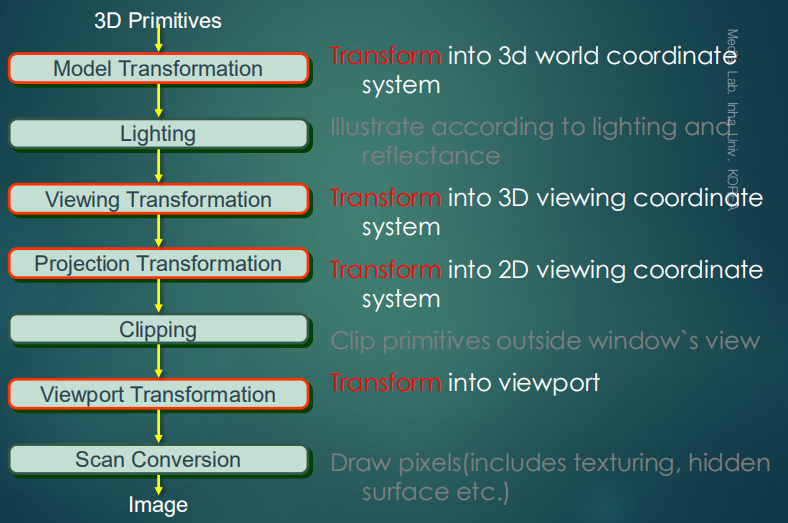 3D Primitives
Model Transformation
Transform into 3d world coordinate
system
Lighting
Illustrate according to lighting and
reflectance
Viewing Transformation
Transform into 3D viewing coordinate
system
Projection Transformation
Transform into 2D viewing coordinate
system
Clipping
Clip primitives outside window`s view
Viewport Transformation
Transform into viewport
Scan Conversion
Draw pixels(includes texturing, hidden
surface etc.)
Image
Media Lab. Inha Univ. KOREA